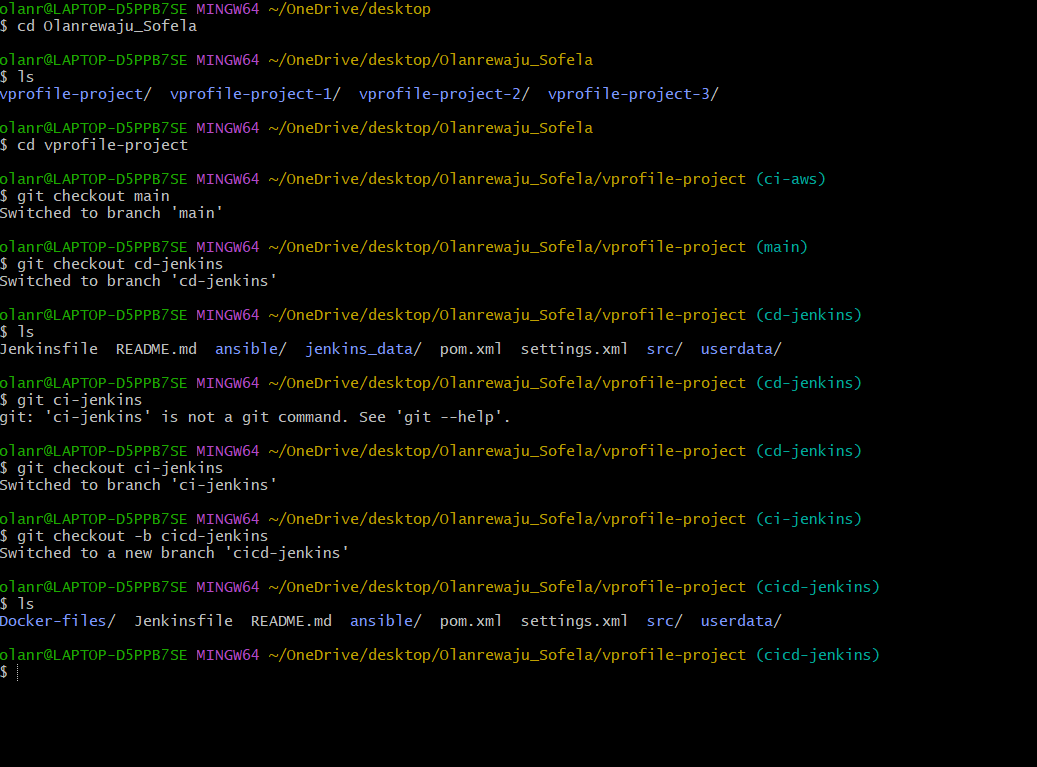 olanr@LAPTOP-D5PPB7SE MINGW64 ~/OneDrive/desktop
$ cd Olanrewaju_Sofela
olanr@LAPTOP-D5PPB7SE MINGW64 ~/OneDrive/desktop/Olanrewaju_Sofela
$ ls
vprofile-project/  vprofile-project-1/  vprofile-project-2/  vprofile-project-3/
olanr@LAPTOP-D5PPB7SE MINGW64 ~/OneDrive/desktop/Olanrewaju_Sofela
$ cd vprofile-project
olanr@LAPTOP-D5PPB7SE MINGW64 ~/OneDrive/desktop/Olanrewaju_Sofela/vprofile-project (ci-aws)
$ git checkout main
Switched to branch 'main'
olanr@LAPTOP-D5PPB7SE MINGW64 ~/OneDrive/desktop/Olanrewaju_Sofela/vprofile-project (main)
$ git checkout cd-jenkins
Switched to branch 'cd-jenkins'
olanr@LAPTOP-D5PPB7SE MINGW64 ~/OneDrive/desktop/Olanrewaju_Sofela/vprofile-project (cd-jenkins)
$ ls
Jenkinsfile  README.md  ansible/  jenkins_data/  pom.xml  settings.xml  src/  userdata/
olanr@LAPTOP-D5PPB7SE MINGW64 ~/OneDrive/desktop/Olanrewaju_Sofela/vprofile-project (cd-jenkins)
$ git ci-jenkins
git: 'ci-jenkins' is not a git command. See 'git --help'.
olanr@LAPTOP-D5PPB7SE MINGW64 ~/OneDrive/desktop/Olanrewaju_Sofela/vprofile-project (cd-jenkins)
$ git checkout ci-jenkins
Switched to branch 'ci-jenkins'
olanr@LAPTOP-D5PPB7SE MINGW64 ~/OneDrive/desktop/Olanrewaju_Sofela/vprofile-project (ci-jenkins)
$ git checkout -b cicd-jenkins
Switched to a new branch 'cicd-jenkins'
olanr@LAPTOP-D5PPB7SE MINGW64 ~/OneDrive/desktop/Olanrewaju_Sofela/vprofile-project (cicd-jenkins)
$ ls
Docker-files/  Jenkinsfile  README.md  ansible/  pom.xml  settings.xml  src/  userdata/
olanr@LAPTOP-D5PPB7SE MINGW64 ~/OneDrive/desktop/Olanrewaju_Sofela/vprofile-project (cicd-jenkins)
$